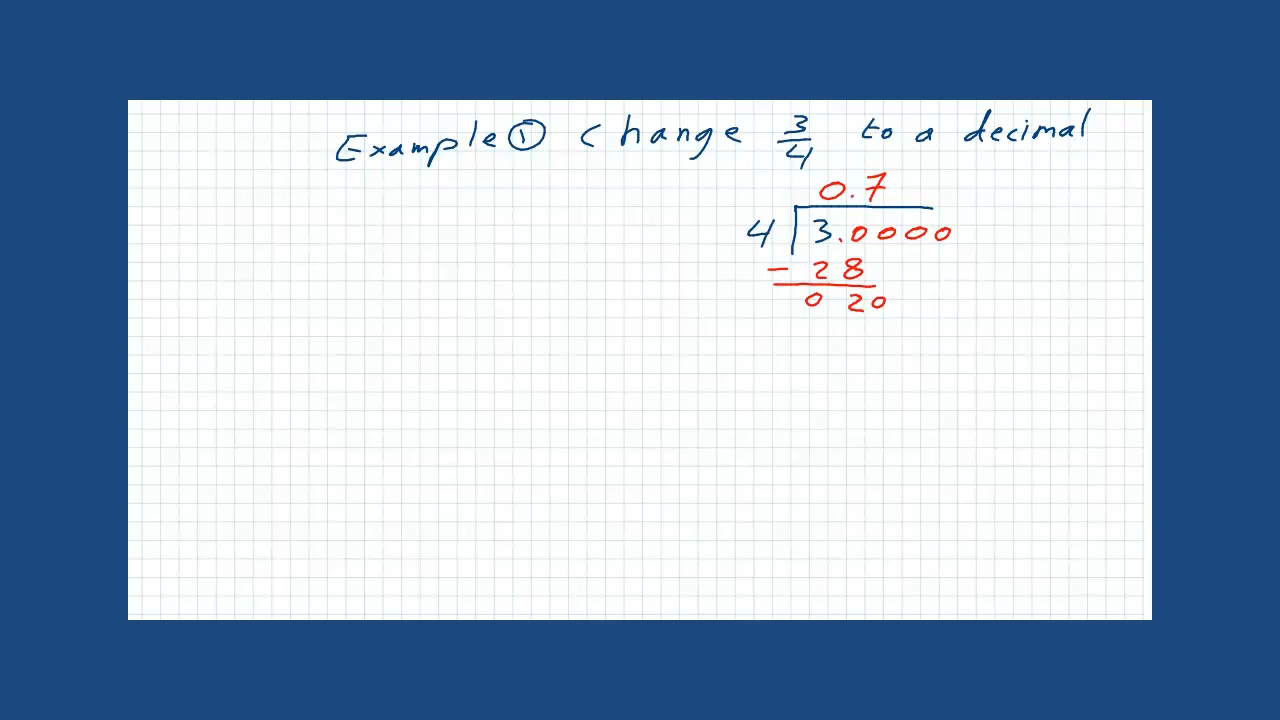 Example ① Change 3/4 to a decimal
0.7
4 3.0000
- 28
0 20